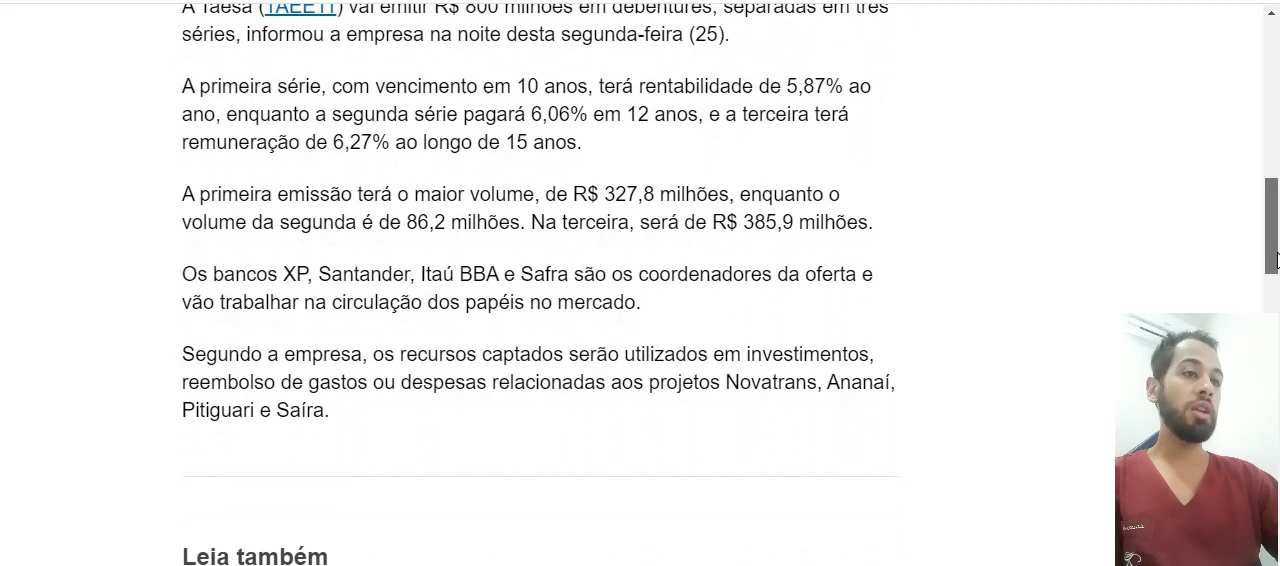 A Taesa (TAEE11) vai emitir R$ 800 milhões em debêntures, separadas em três
séries, informou a empresa na noite desta segunda-feira (25).
A primeira série, com vencimento em 10 anos, terá rentabilidade de 5,87% ao
ano, enquanto a segunda série pagará 6,06% em 12 anos, e a terceira terá
remuneração de 6,27% ao longo de 15 anos.
A primeira emissão terá o maior volume, de R$ 327,8 milhões, enquanto o
volume da segunda é de 86,2 milhões. Na terceira, será de R$ 385,9 milhões.
Os bancos XP, Santander, Itaú BBA e Safra são os coordenadores da oferta e
vão trabalhar na circulação dos papéis no mercado.
Segundo a empresa, os recursos captados serão utilizados em investimentos,
reembolso de gastos ou despesas relacionadas aos projetos Novatrans, Ananaí,
Pitiguari e Saíra.
Leia também